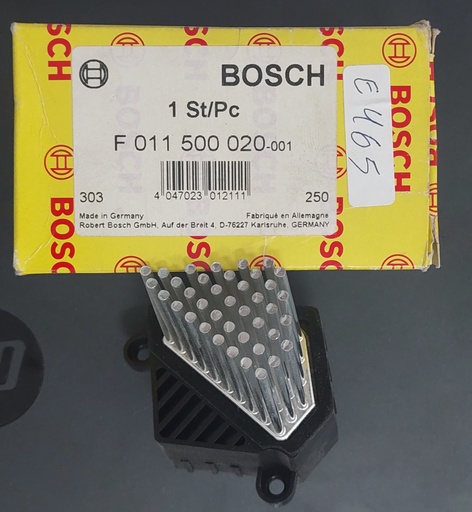 BOSCH
BOSCH
1 St/Pc
F 011 500 020-001
4 047023 012111
303
250
Made in Germany
Fabriqué en Allemagne
Robert Bosch GmbH, Auf der Breit 4, D-76227 Karlsruhe, GERMANY
E465
BOSCH
BOSCH
BOSCH